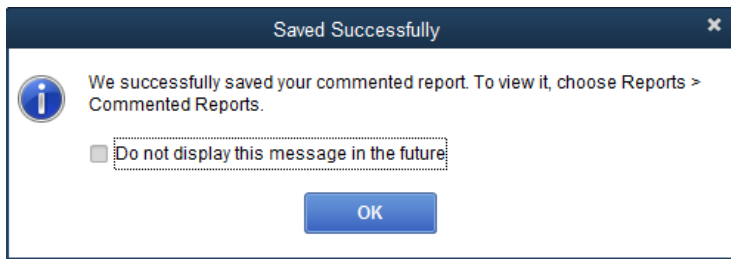 Saved Successfully
We successfully saved your commented report. To view it, choose Reports >
Commented Reports.
Do not display this message in the future
OK